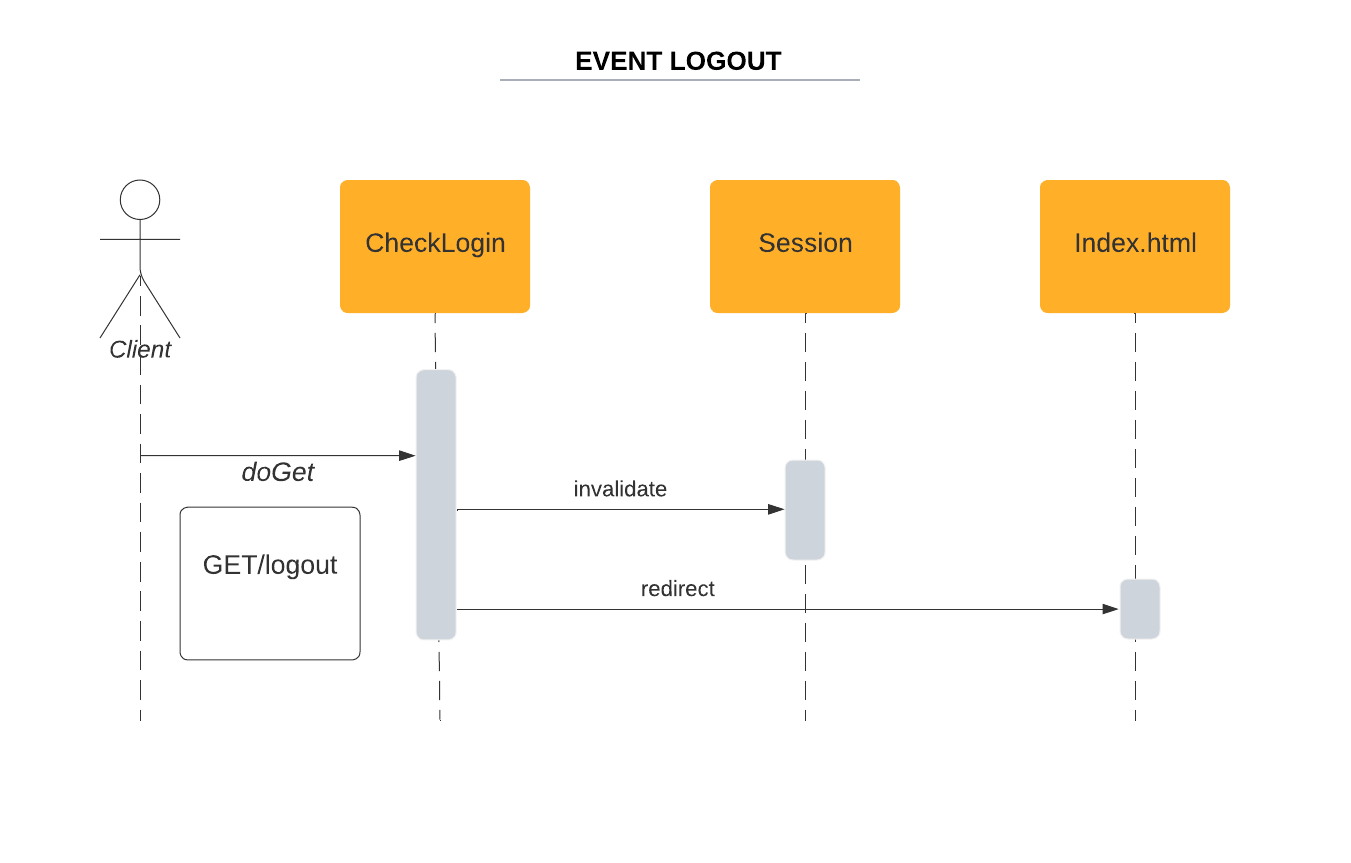 EVENT LOGOUT
CheckLogin
Session
Index.html
Client
doGet
invalidate
GET/logout
redirect